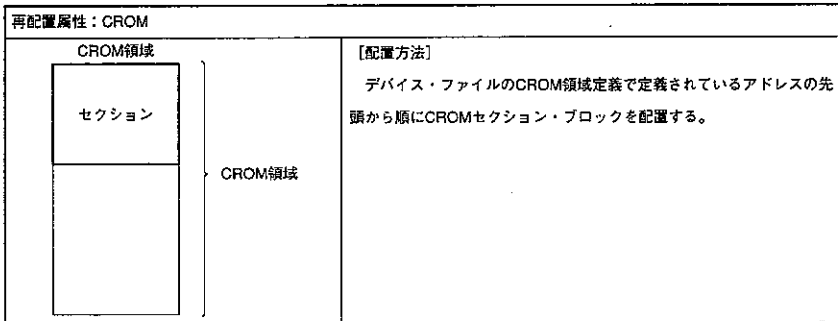 再配置属性:CROM
CROM領域
セクション
CROM領域
[配置方法]
デバイス・ファイルのCROM領域定義で定義されているアドレスの先
頭から順にCROMセクション・ブロックを配置する。